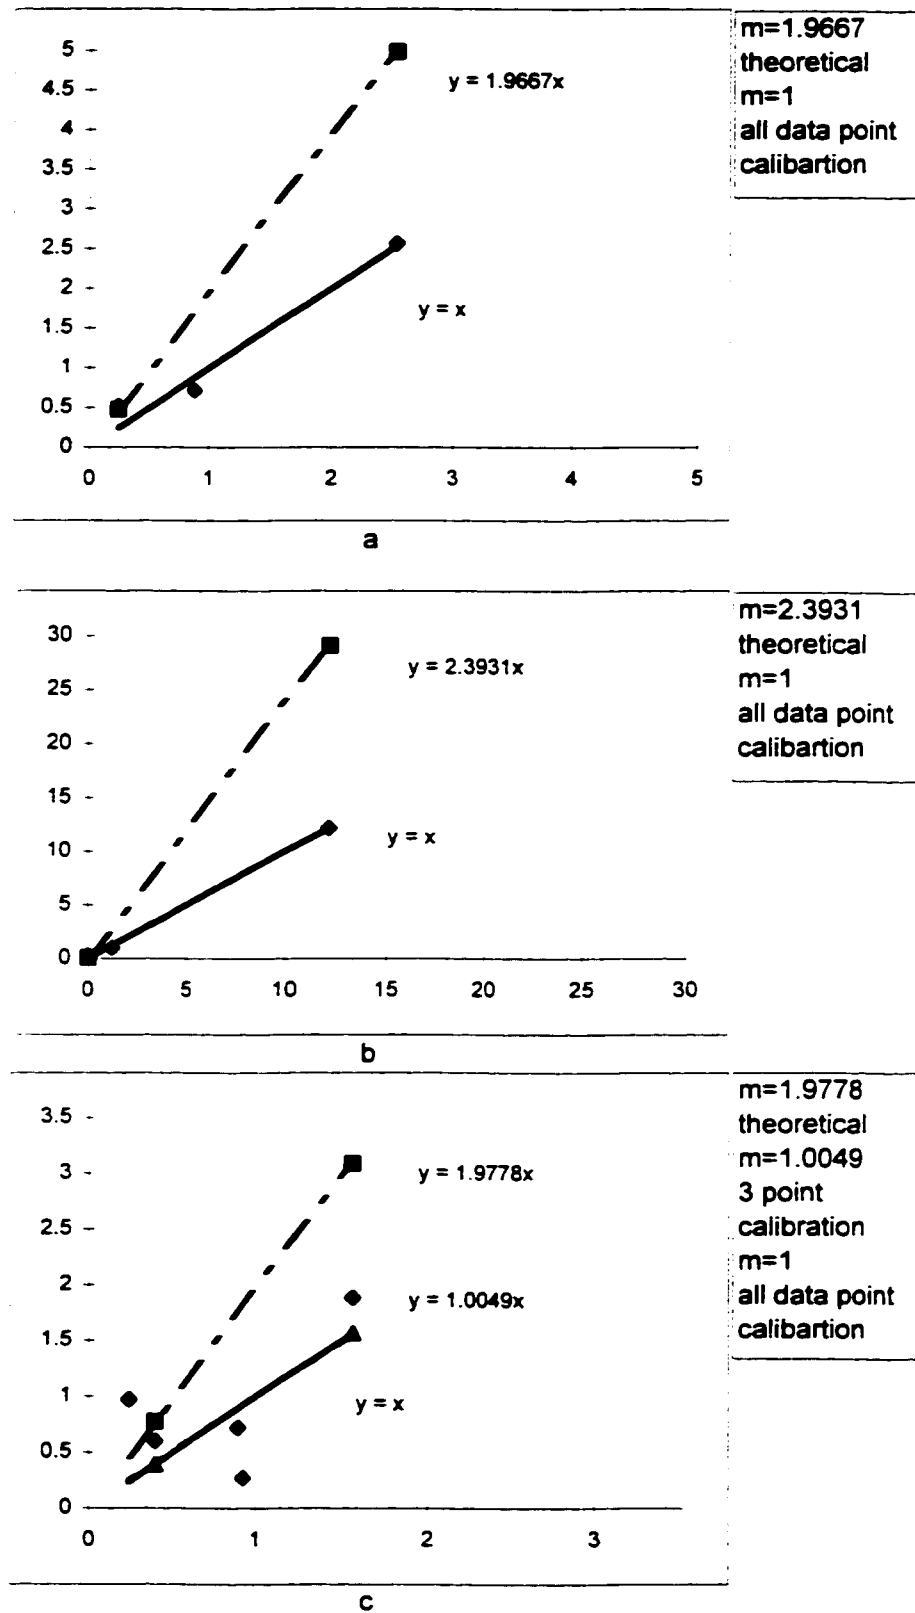 5
4.5
4
3.5
3
2.5
2
1.5
1
0.5
0
y = 1.9667x
y = x
0 1 2 3 4 5
m=1.9667
theoretical
m=1
all data point
calibartion
a
30
25
20
15
10
5
0
y = 2.3931x
y = x
0 5 10 15 20 25 30
m=2.3931
theoretical
m=1
all data point
calibartion
b
3.5
3
2.5
2
1.5
1
0.5
0
y = 1.9778x
y = 1.0049x
y = x
0 1 2 3
m=1.9778
theoretical
m=1.0049
3 point
calibration
m=1
all data point
calibartion
c